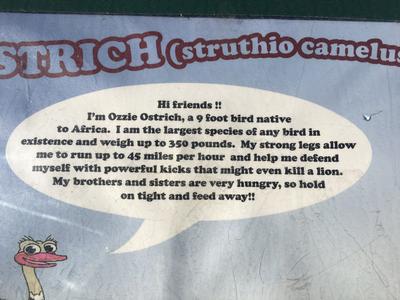 STRICH (struthio camelus
Hi friends !!
I'm Ozzie Ostrich, a 9 foot bird native
to Africa. I am the largest species of any bird in
existence and weigh up to 350 pounds. My strong legs allow
me to run up to 45 miles per hour and help me defend
myself with powerful kicks that might even kill a lion.
My brothers and sisters are very hungry, so hold
on tight and feed away!!